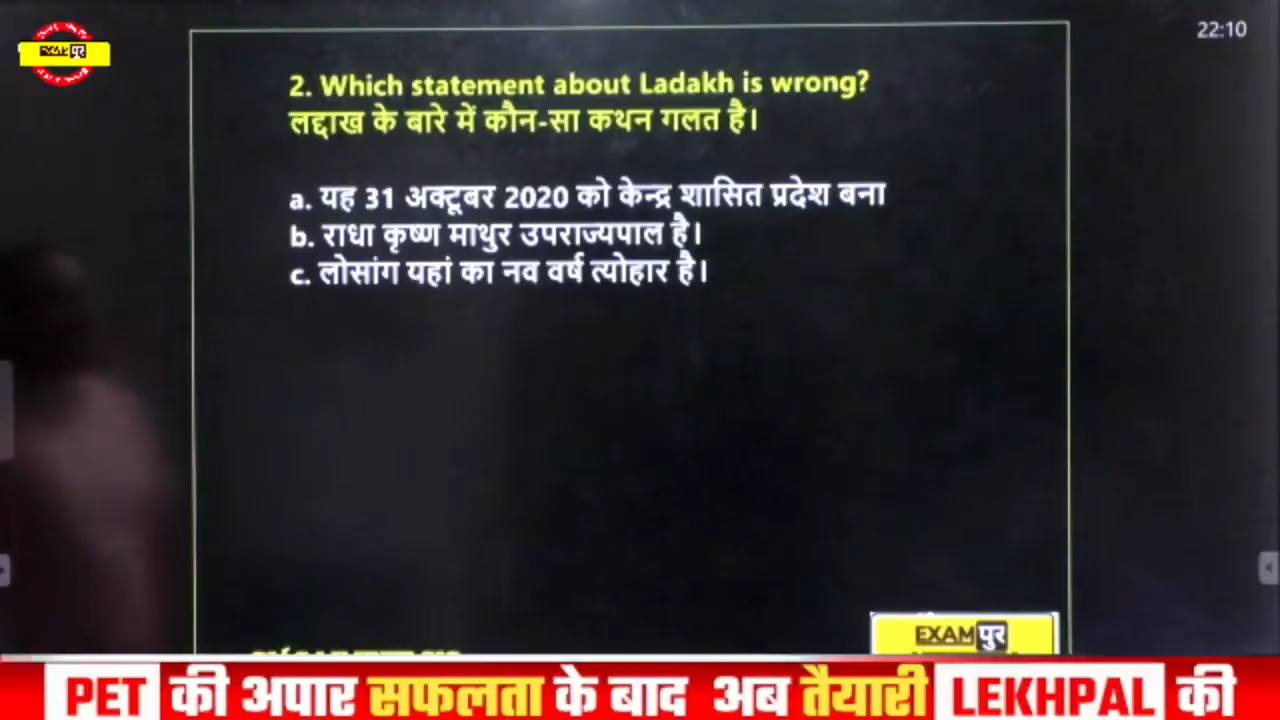 EXAMपुर
22:10
2. Which statement about Ladakh is wrong?
लद्दाख के बारे में कौन-सा कथन गलत है।
a. यह 31 अक्टूबर 2020 को केन्द्र शासित प्रदेश बना
b. राधा कृष्ण माथुर उपराज्यपाल है।
c. लोसांग यहां का नव वर्ष त्योहार है।
EXAMपुर
PET की अपार सफलता के बाद अब तैयारी LEKHPAL की